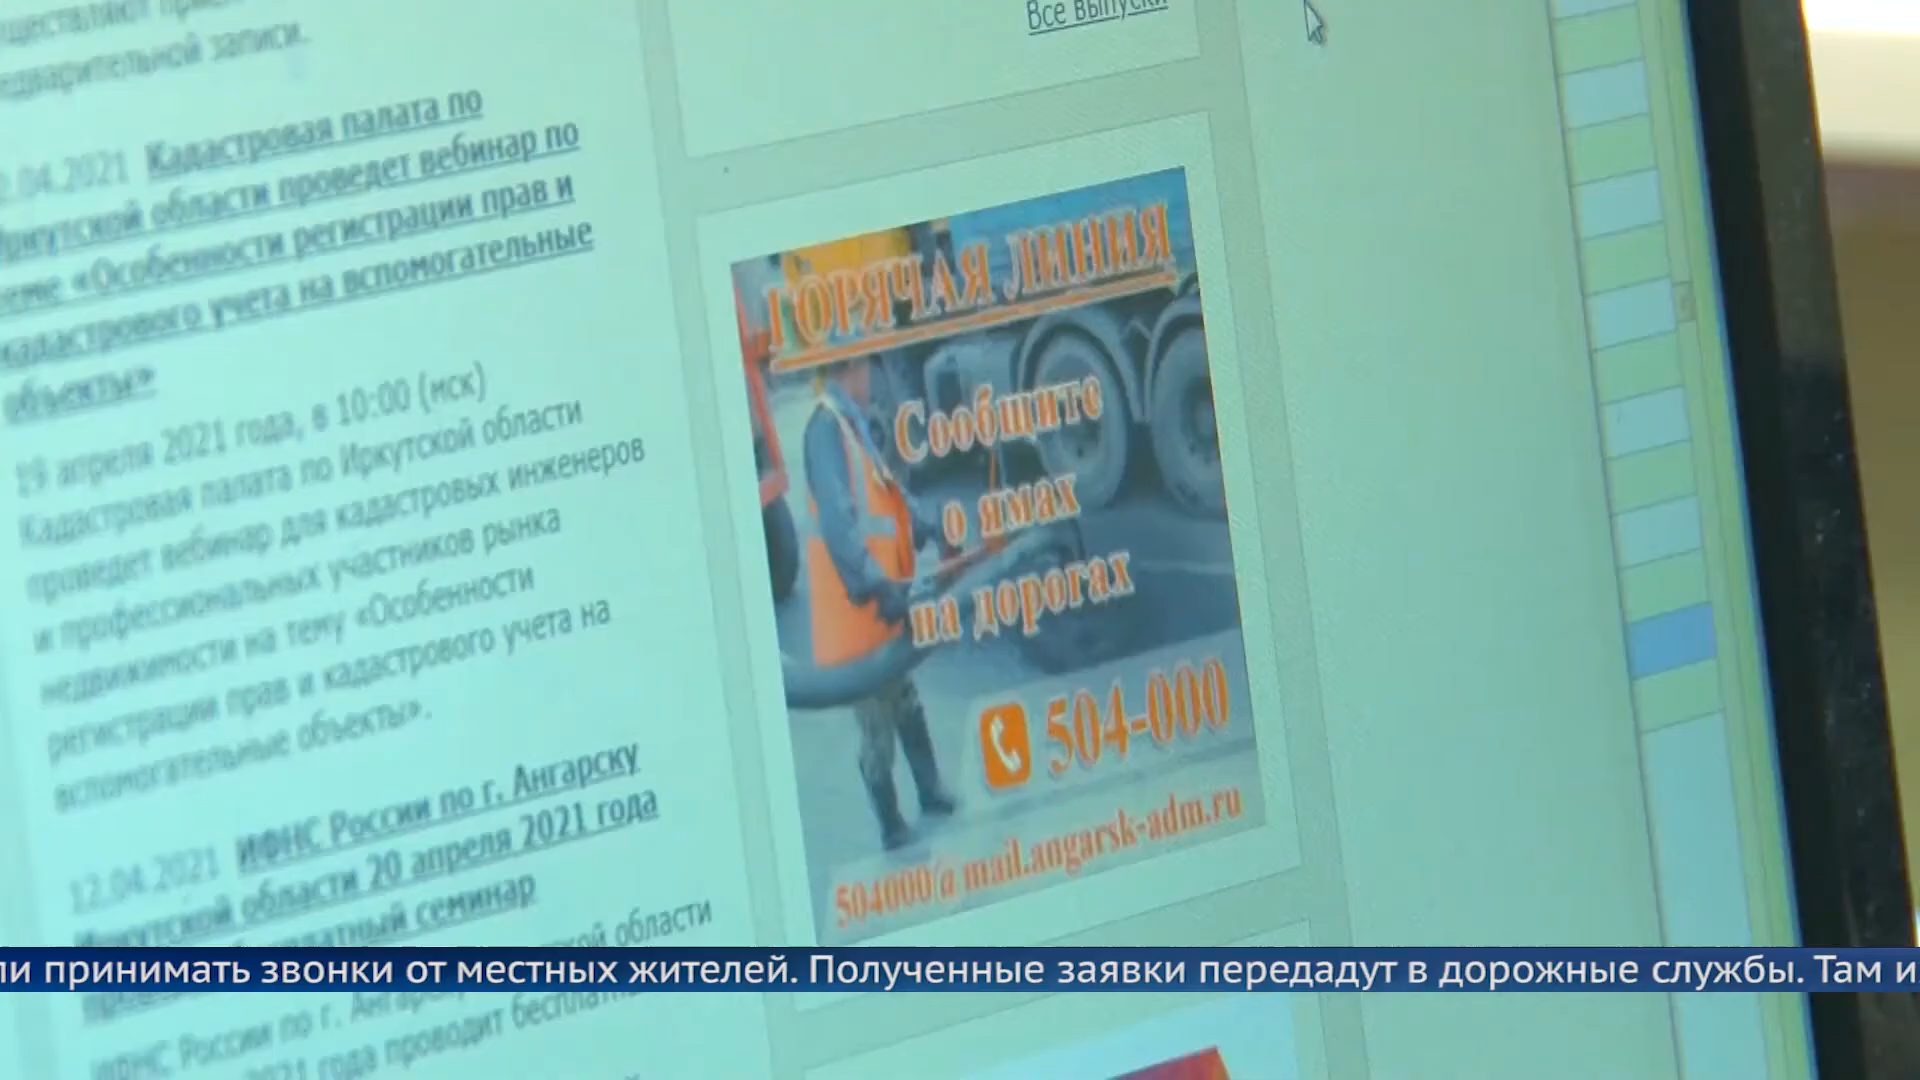 предварительной записи.
Кадастровая палата по
Иркутской области проведет вебинар по
теме «Особенности регистрации прав и
кадастрового учета на вспомогательные
объекты»
19 апреля 2021 года, в 10:00 (мск)
Кадастровая палата по Иркутской области
проведет вебинар для кадастровых инженеров
и профессиональных участников рынка
недвижимости на тему «Особенности
регистрации прав и кадастрового учета на
вспомогательные объекты».
12.04.2021 ИФНС России по г. Ангарску
Иркутской области 20 апреля 2021 года
семинар
области
ИФНС России по г.
2021 года проводит
Все выпуски
ГОРЯЧАЯ ЛИНИЯ
Сообщите
о ямах
на дорогах
504-000
504000@mail.angarsk-adm.ru
ли принимать звонки от местных жителей. Полученные заявки передадут в дорожные службы. Там и